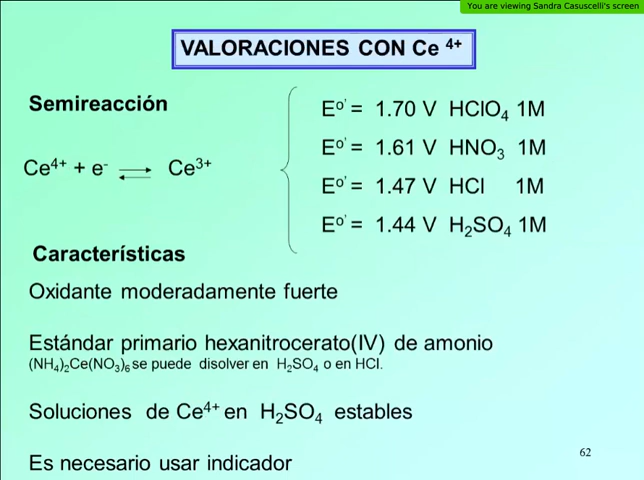 You are viewing Sandra Casuscelli's screen
VALORACIONES CON Ce ⁴⁺
Semireacción
Ce⁴⁺ + e⁻ ⇌ Ce³⁺
Eº' = 1.70 V HClO₄ 1M
Eº' = 1.61 V HNO₃ 1M
Eº' = 1.47 V HCl 1M
Eº' = 1.44 V H₂SO₄ 1M
Características
Oxidante moderadamente fuerte
Estándar primario hexanitrocerato(IV) de amonio
(NH₄)₂Ce(NO₃)₆ se puede disolver en H₂SO₄ o en HCl.
Soluciones de Ce⁴⁺ en H₂SO₄ estables
Es necesario usar indicador
62